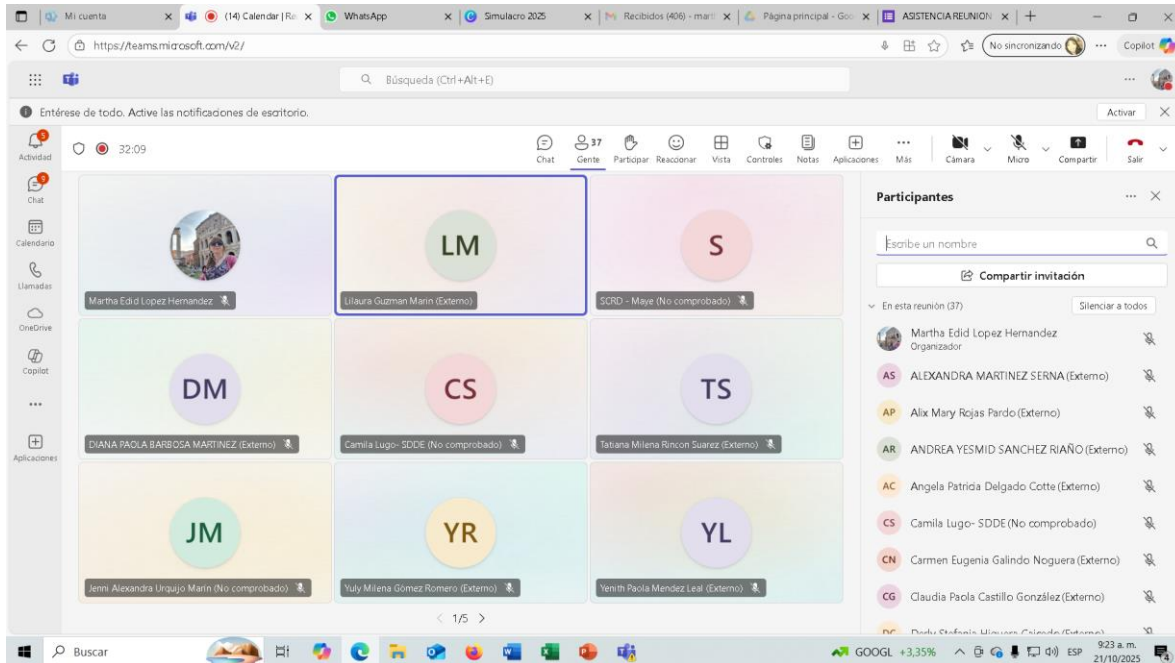 Mi cuenta
(14) Calendar | Re
WhatsApp
Simulacro 2025
Recibidos (406) - mart
Página principal - Goo
ASISTENCIA REUNION
https://teams.microsoft.com/v2/
No sincronizando
Copilot
Búsqueda (Ctrl+Alt+E)
Entérese de todo. Active las notificaciones de escritorio.
Activar
5
Actividad
9
Chat
Calendario
Llamadas
OneDrive
Copilot
Aplicaciones
32:09
Chat
37
Gente
Participar
Reaccionar
Vista
Controles
Notas
Aplicaciones
Más
Cámara
Micro
Compartir
Salir
Martha Edid Lopez Hernandez
LM
Lilaura Guzman Marin (Externo)
S
SCRD - Maye (No comprobado)
DM
DIANA PAOLA BARBOSA MARTINEZ (Externo)
CS
Camila Lugo- SDDE (No comprobado)
TS
Tatiana Milena Rincon Suarez (Externo)
JM
Jenni Alexandra Urquijo Marin (No comprobado)
YR
Yuly Milena Gómez Romero (Externo)
YL
Yenith Paola Mendez Leal (Externo)
1/5
Participantes
Escribe un nombre
Compartir invitación
En esta reunión (37)
Silenciar a todos
Martha Edid Lopez Hernandez
Organizador
AS ALEXANDRA MARTINEZ SERNA (Externo)
AP Alix Mary Rojas Pardo (Externo)
AR ANDREA YESMID SANCHEZ RIAÑO (Externo)
AC Angela Patricia Delgado Cotte (Externo)
CS Camila Lugo- SDDE (No comprobado)
CN Carmen Eugenia Galindo Noguera (Externo)
CG Claudia Paola Castillo González (Externo)
Buscar
GOOGL +3,35%
ESP
9:23 a. m.
21/10/2025